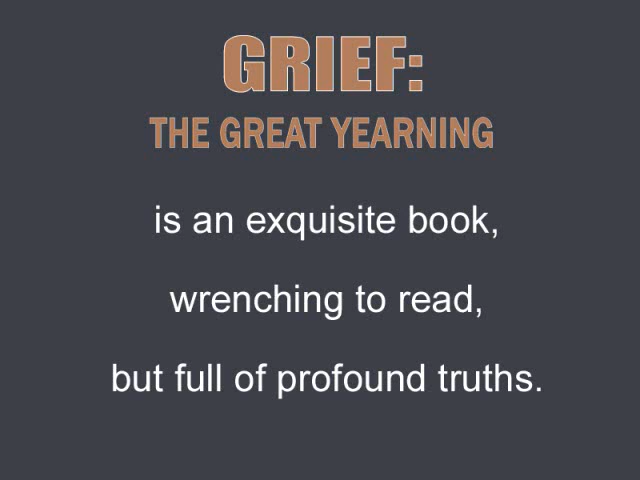 GRIEF:
THE GREAT YEARNING
is an exquisite book,
wrenching to read,
but full of profound truths.